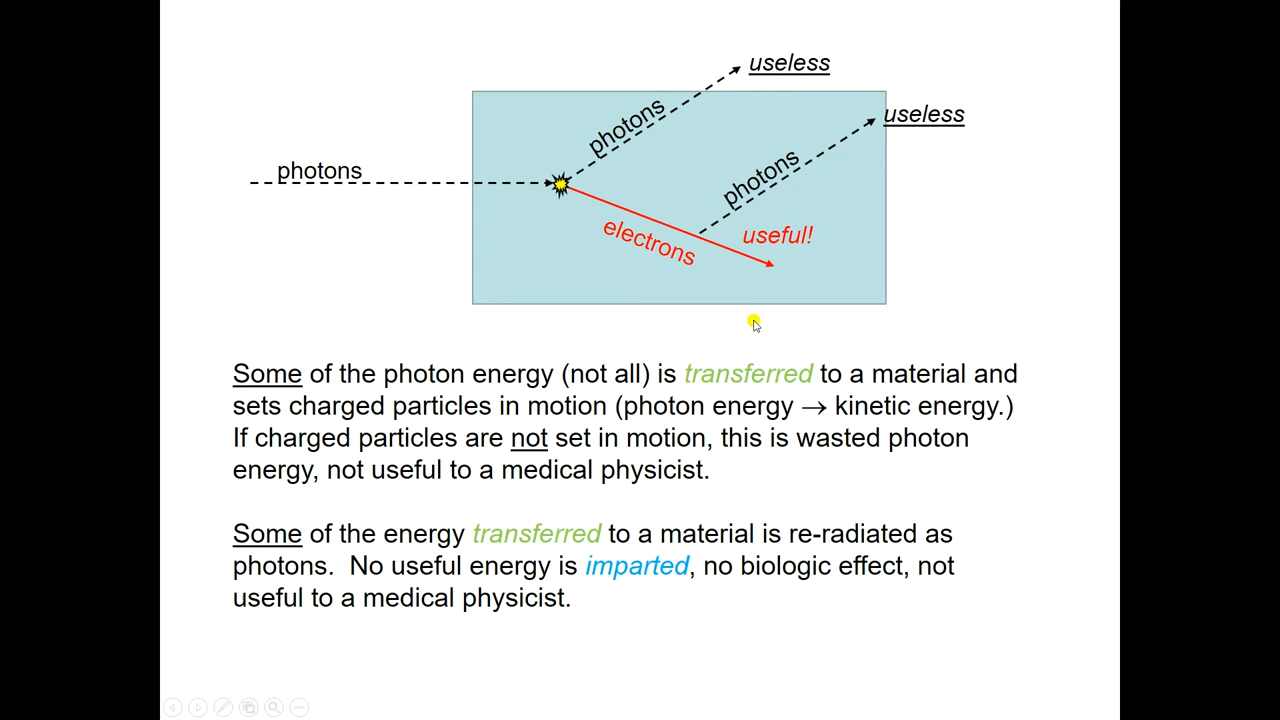 useless
useless
photons
photons
photons
electrons
useful!
Some of the photon energy (not all) is transferred to a material and
sets charged particles in motion (photon energy → kinetic energy.)
If charged particles are not set in motion, this is wasted photon
energy, not useful to a medical physicist.
Some of the energy transferred to a material is re-radiated as
photons.  No useful energy is imparted, no biologic effect, not
useful to a medical physicist.